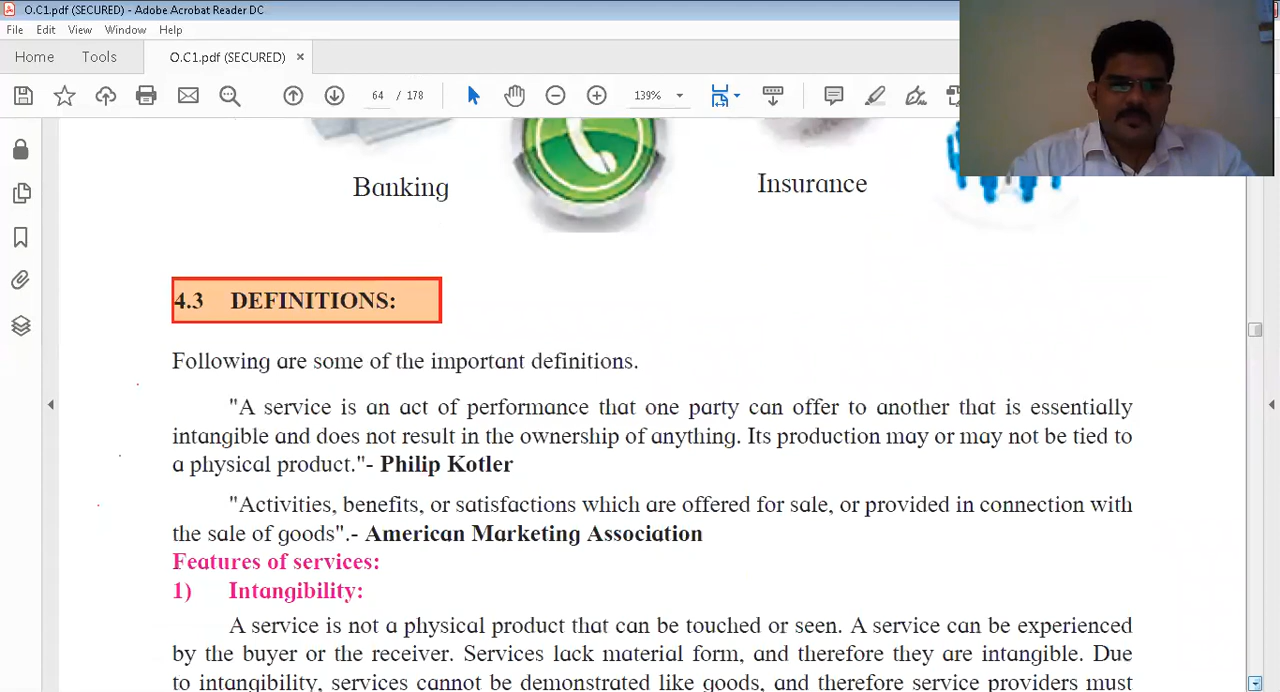 O.C1.pdf (SECURED) - Adobe Acrobat Reader DC
File Edit View Window Help
Home Tools O.C1.pdf (SECURED) ×
64 / 178 139%
Banking
Insurance
4.3 DEFINITIONS:
Following are some of the important definitions.
"A service is an act of performance that one party can offer to another that is essentially
intangible and does not result in the ownership of anything. Its production may or may not be tied to
a physical product."- Philip Kotler
"Activities, benefits, or satisfactions which are offered for sale, or provided in connection with
the sale of goods".- American Marketing Association
Features of services:
1) Intangibility:
A service is not a physical product that can be touched or seen. A service can be experienced
by the buyer or the receiver. Services lack material form, and therefore they are intangible. Due
to intangibility, services cannot be demonstrated like goods, and therefore service providers must